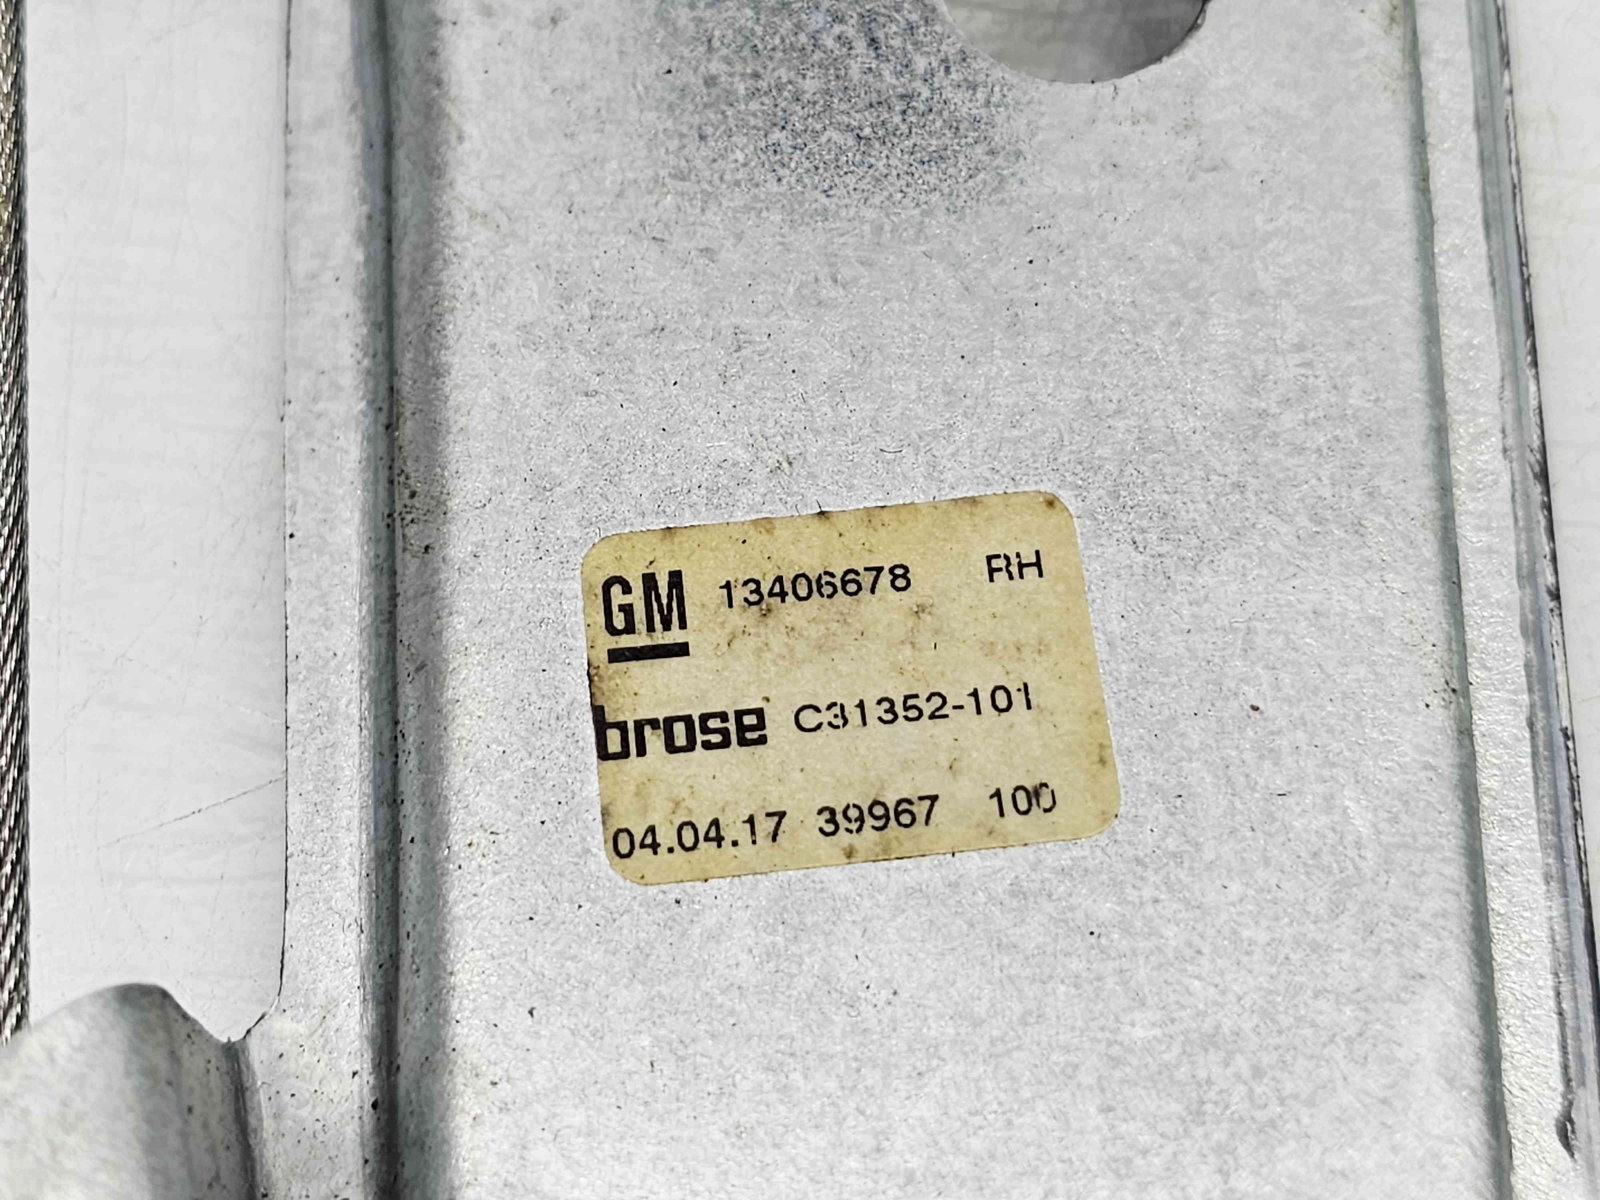 GM 13406678 RH
brose C31352-101
04.04.17 39967 100